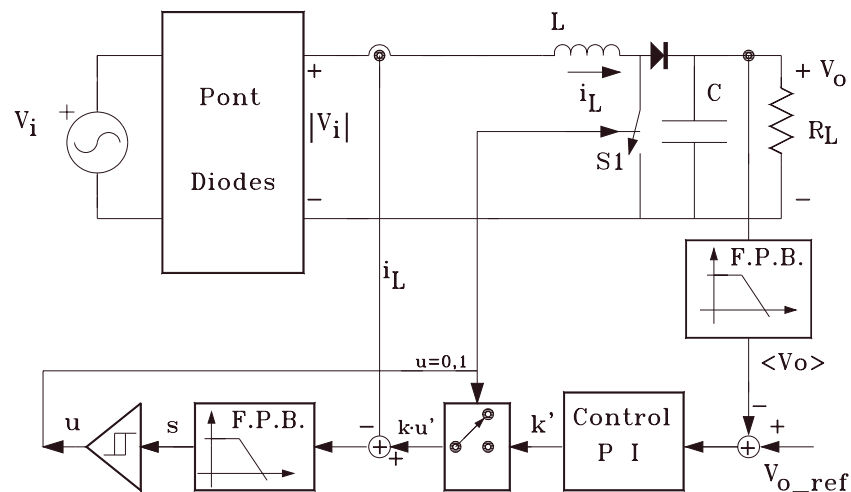 L
V_i
+
Pont
Diodes
+
|V_i|
−
i_L
S1
C
+
V_o
R_L
−
i_L
F.P.B.
<Vo>
u=0,1
u
s
F.P.B.
−
+
+
k·u'
k'
Control
P I
−
+
+
V_o_ref